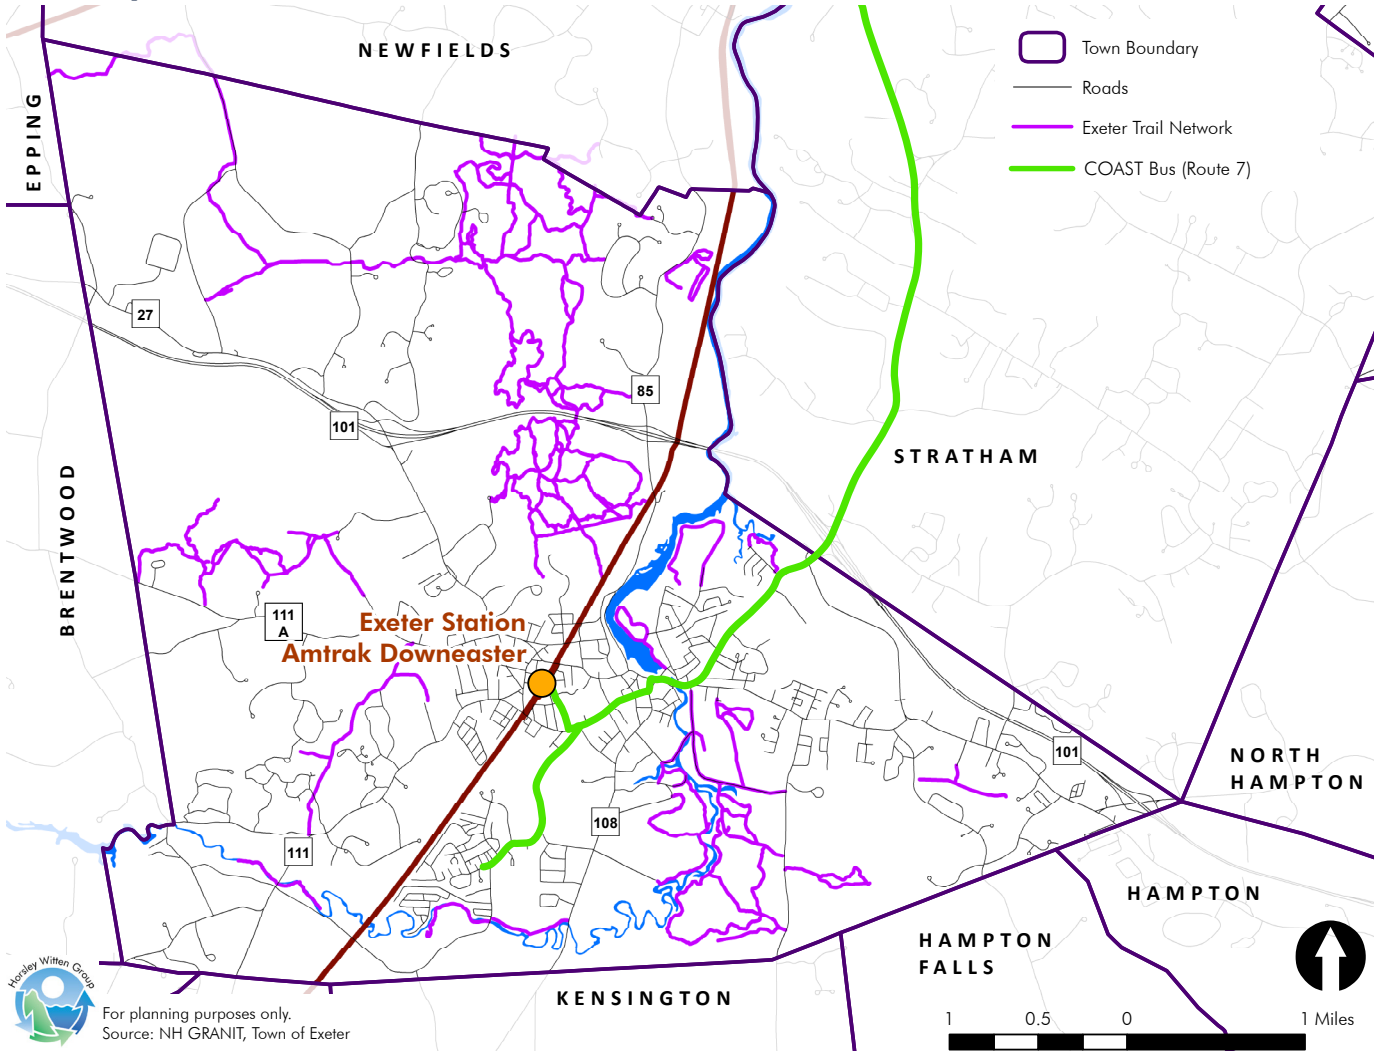 NEWFIELDS
Town Boundary
Roads
Exeter Trail Network
COAST Bus (Route 7)
EPPING
27
85
101
STRATHAM
BRENTWOOD
111
A
Exeter Station
Amtrak Downeaster
101
NORTH
HAMPTON
108
111
HAMPTON
HAMPTON
FALLS
KENSINGTON
Horsley Witten Group
For planning purposes only.
Source: NH GRANIT, Town of Exeter
1 0.5 0 1 Miles